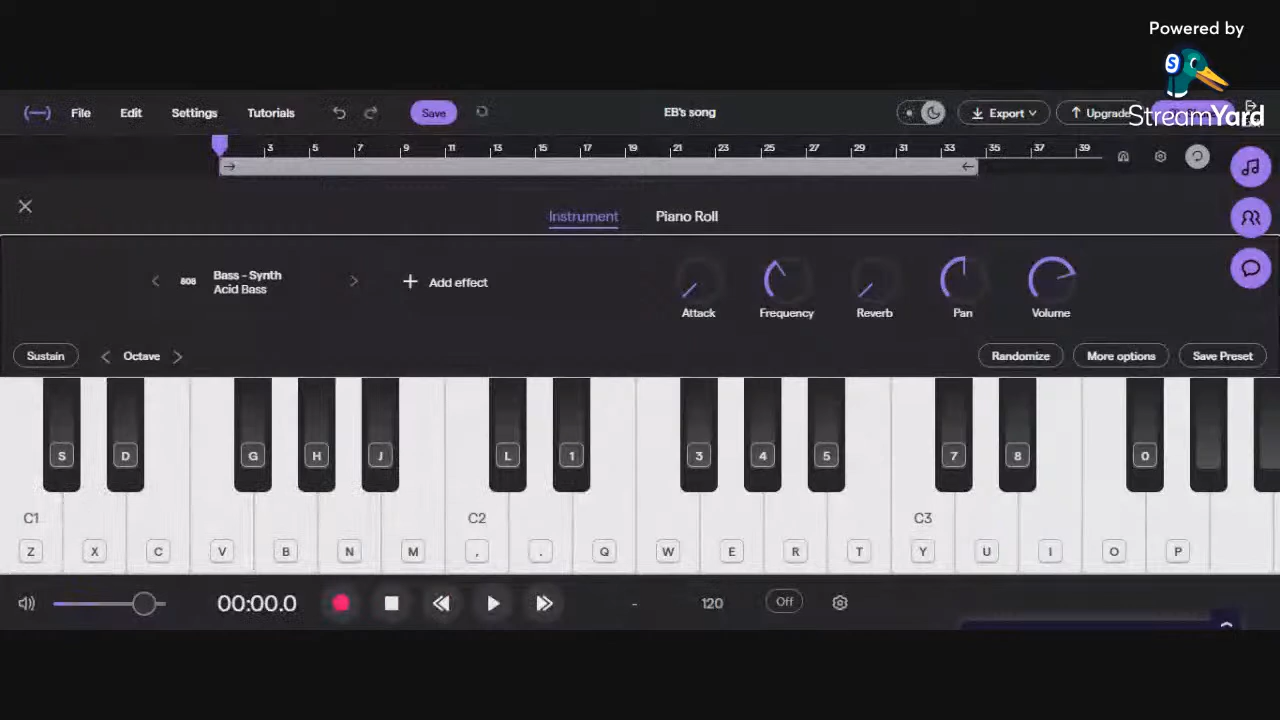 Powered by
StreamYard
File
Edit
Settings
Tutorials
Save
EB's song
Export
Upgrade
3
5
7
9
11
13
15
17
19
21
23
25
27
29
31
33
35
37
39
Instrument
Piano Roll
808
Bass - Synth
Acid Bass
+ Add effect
Attack
Frequency
Reverb
Pan
Volume
Sustain
< Octave >
Randomize
More options
Save Preset
S
D
G
H
J
L
1
3
4
5
7
8
0
C1
C2
C3
Z
X
C
V
B
N
M
,
.
Q
W
E
R
T
Y
U
I
O
P
00:00.0
-
120
Off